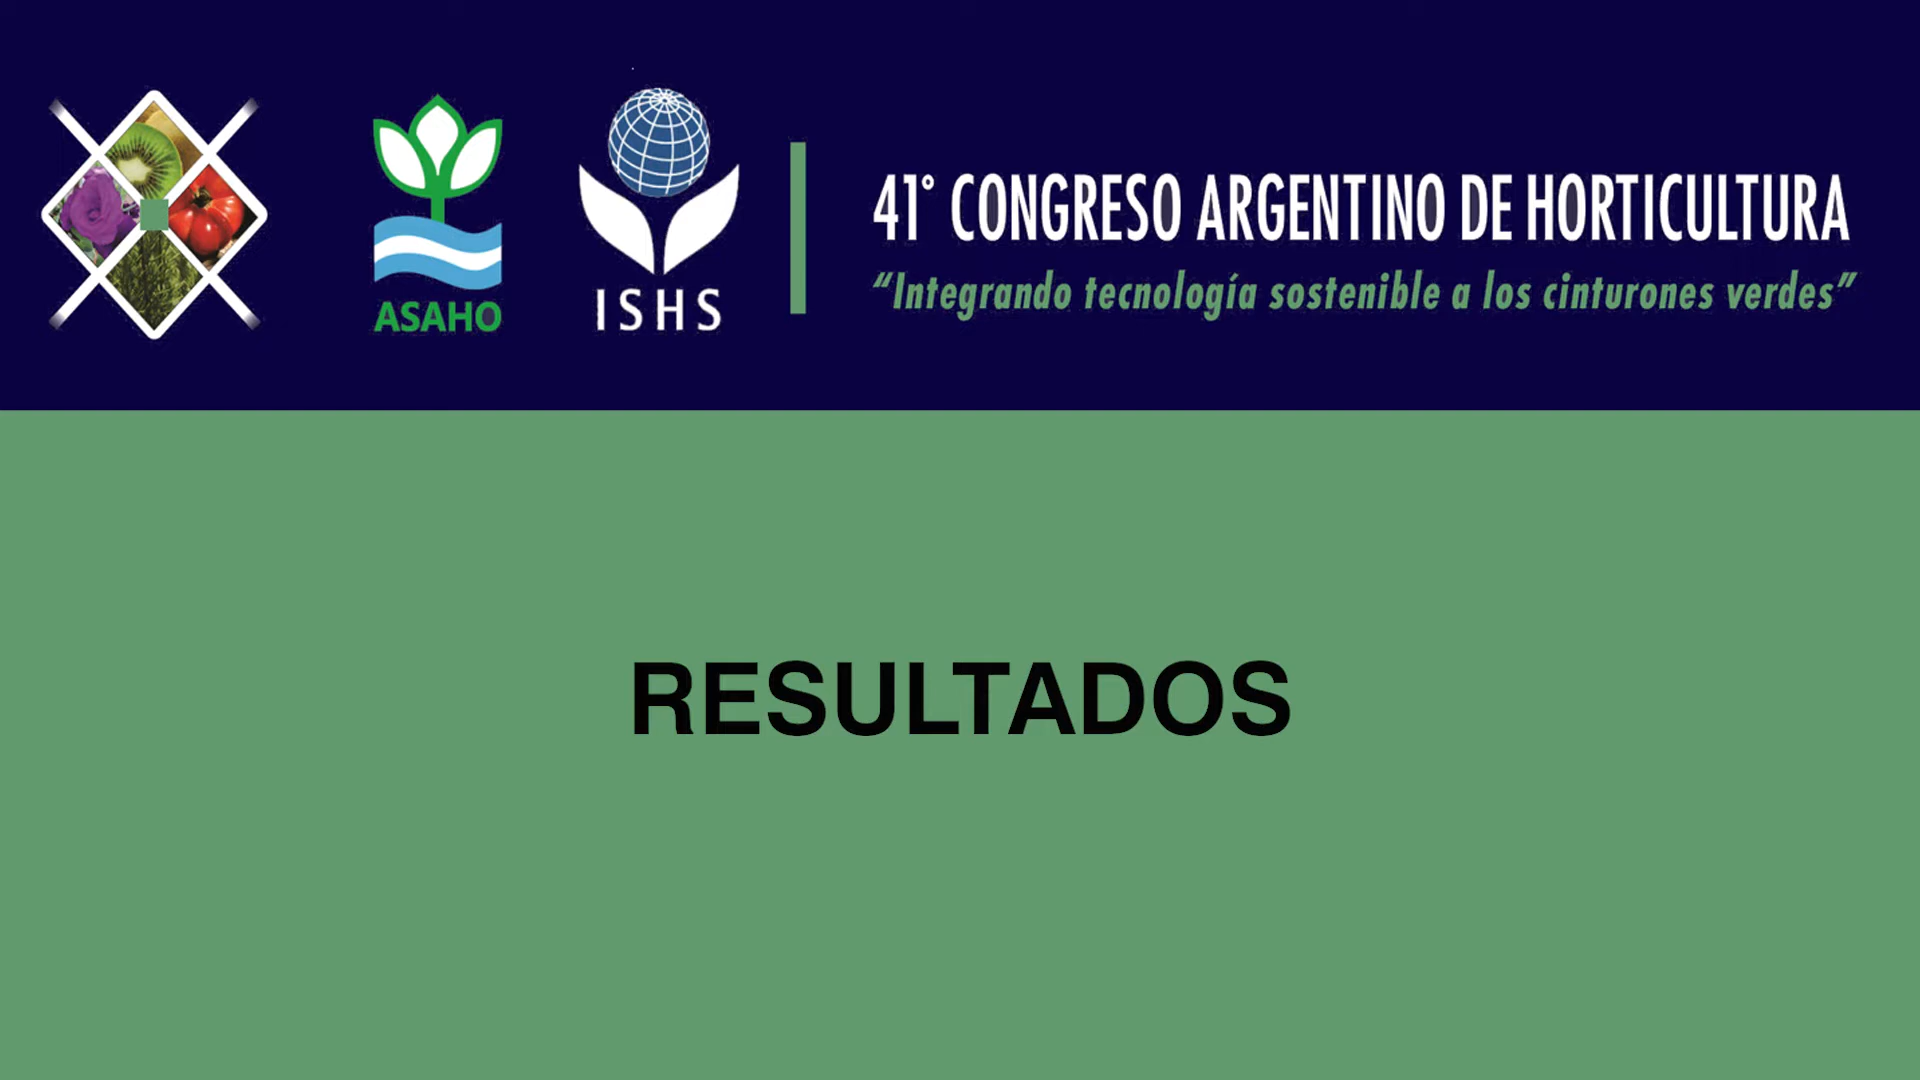 ASAHO
ISHS
41° CONGRESO ARGENTINO DE HORTICULTURA
“Integrando tecnología sostenible a los cinturones verdes”
RESULTADOS